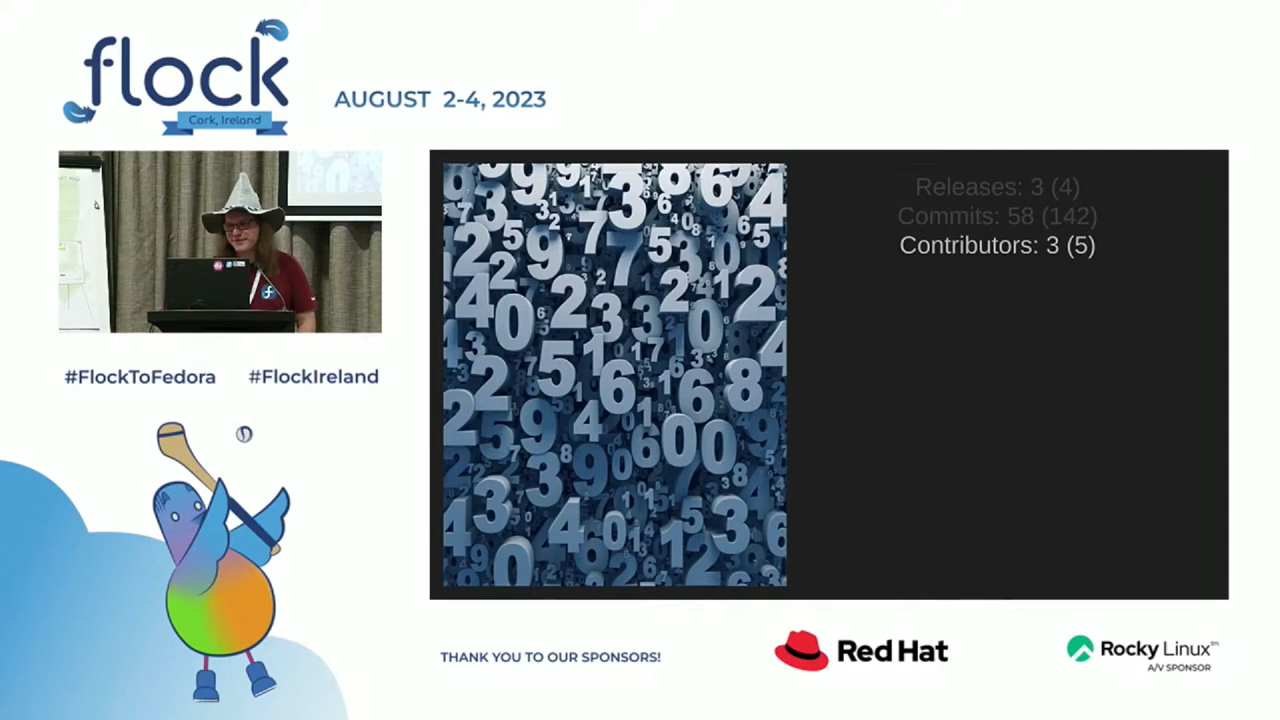 flock
Cork, Ireland
AUGUST 2-4, 2023
Releases: 3 (4)
Commits: 58 (142)
Contributors: 3 (5)
#FlockToFedora #FlockIreland
THANK YOU TO OUR SPONSORS!
Red Hat
Rocky Linux™
A/V SPONSOR